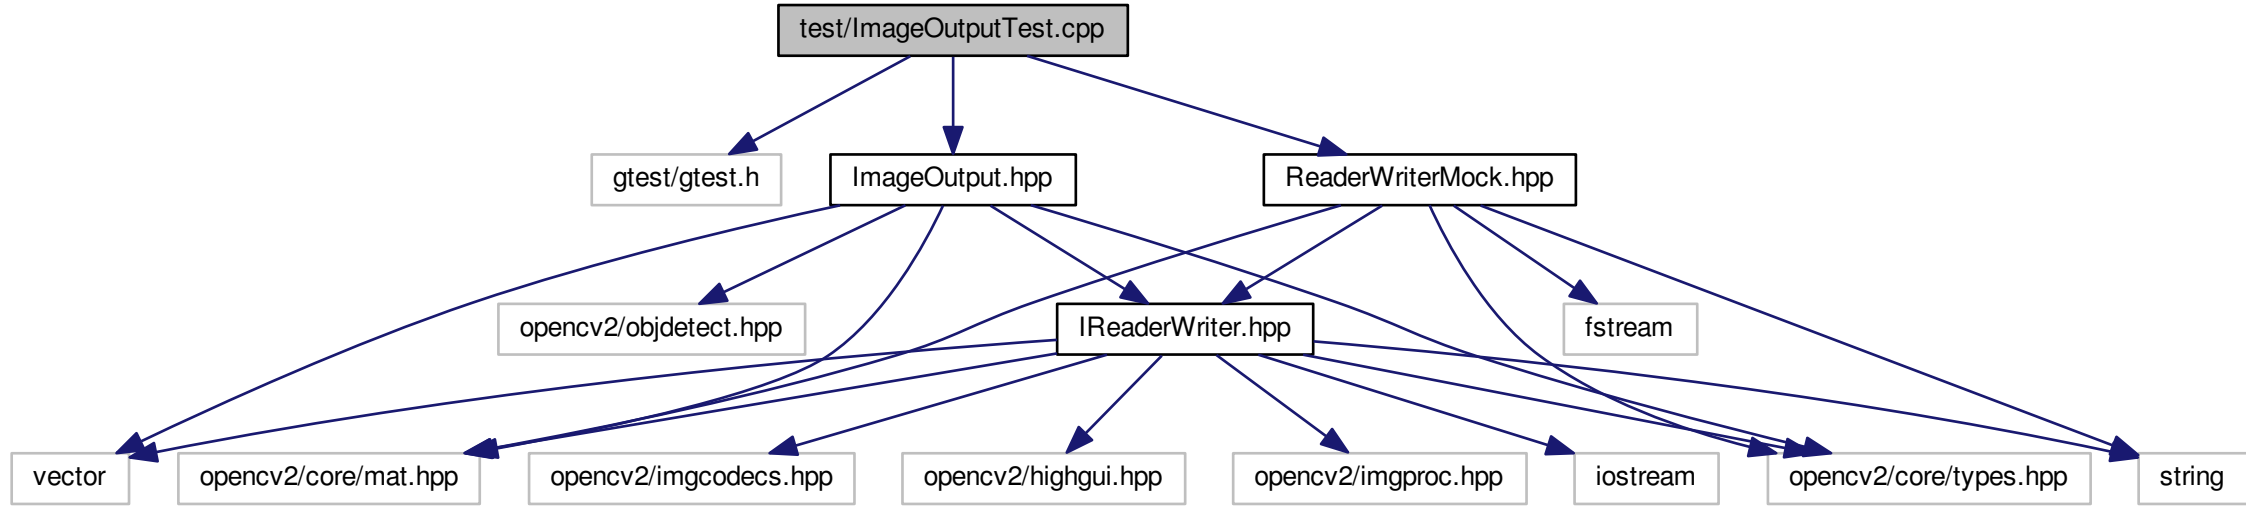 test/ImageOutputTest.cpp
gtest/gtest.h
ImageOutput.hpp
ReaderWriterMock.hpp
opencv2/objdetect.hpp
IReaderWriter.hpp
fstream
vector
opencv2/core/mat.hpp
opencv2/imgcodecs.hpp
opencv2/highgui.hpp
opencv2/imgproc.hpp
iostream
opencv2/core/types.hpp
string